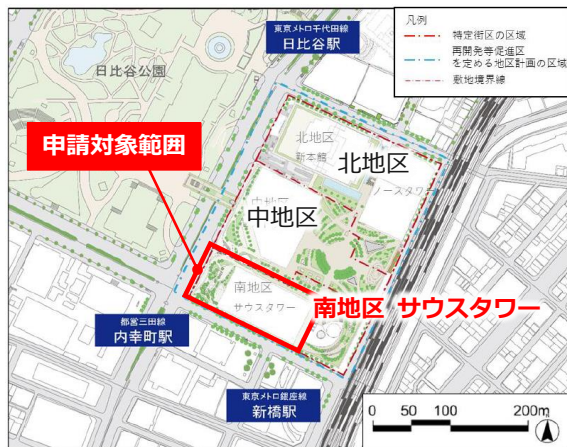 東京メトロ千代田線
日比谷駅
凡例
特定街区の区域
再開発等促進区
を定める地区計画の区域
敷地境界線
日比谷公園
申請対象範囲
北地区
新本館
北地区
ノースタワー
中地区
南地区
サウスタワー
南地区 サウスタワー
都営三田線
内幸町駅
東京メトロ銀座線
新橋駅
0 50 100 200m